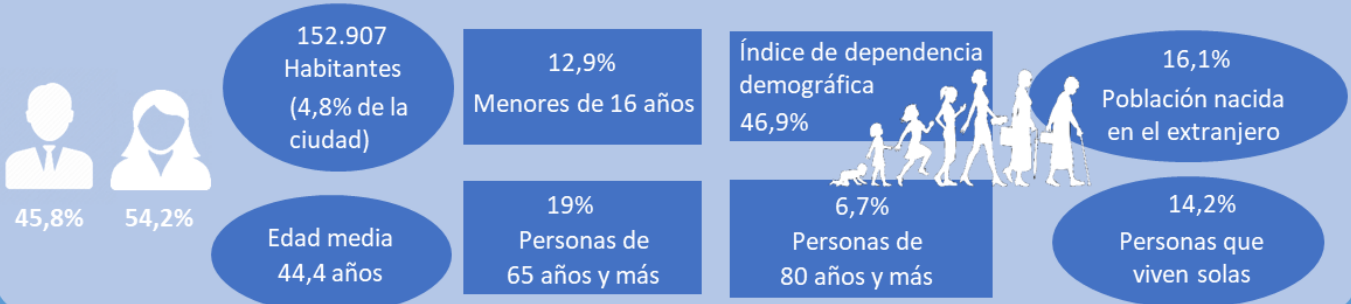 45,8%
54,2%
152.907
Habitantes
(4,8% de la
ciudad)
12,9%
Menores de 16 años
Índice de dependencia
demográfica
46,9%
16,1%
Población nacida
en el extranjero
Edad media
44,4 años
19%
Personas de
65 años y más
6,7%
Personas de
80 años y más
14,2%
Personas que
viven solas